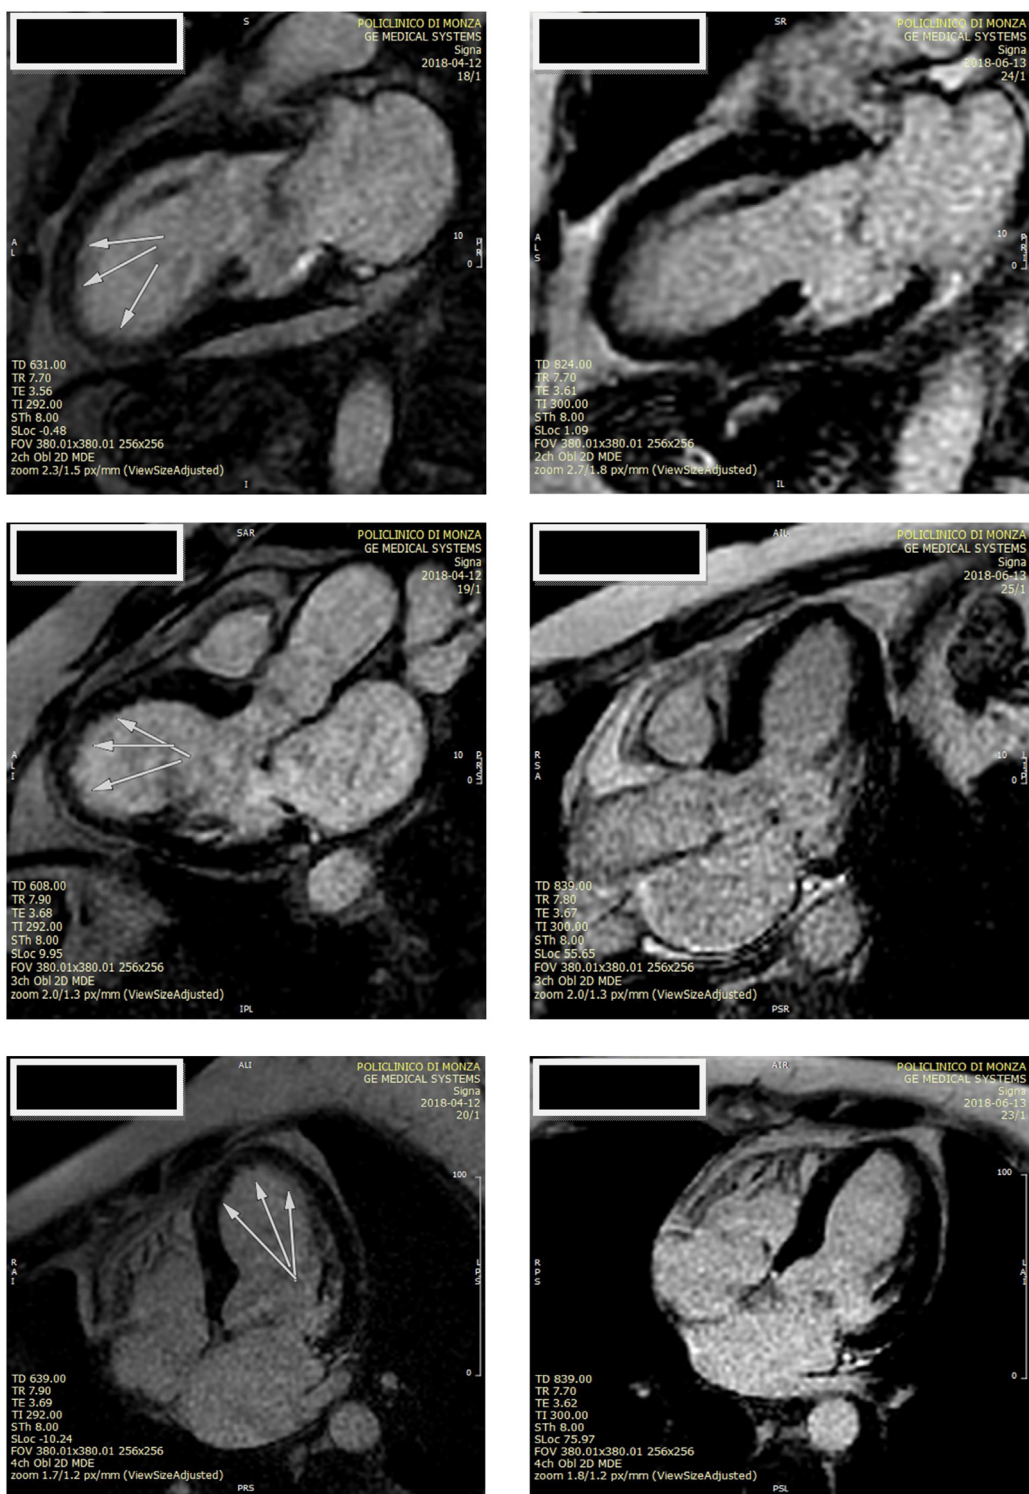 S
POLICLINICO DI MONZA
GE MEDICAL SYSTEMS
Signa
2018-04-12
18/1
A
L
10
0
P
R
TD 631.00
TR 7.70
TE 3.56
TI 292.00
STh 8.00
SLoc -0.48
FOV 380.01x380.01 256x256
2ch Obl 2D MDE
zoom 2.3/1.5 px/mm (ViewSizeAdjusted)
I
SR
POLICLINICO DI MONZA
GE MEDICAL SYSTEMS
Signa
2018-06-13
24/1
A
L
S
10
0
P
R
I
TD 824.00
TR 7.70
TE 3.61
TI 300.00
STh 8.00
SLoc 1.09
FOV 380.01x380.01 256x256
2ch Obl 2D MDE
zoom 2.7/1.8 px/mm (ViewSizeAdjusted)
IL
SAR
POLICLINICO DI MONZA
GE MEDICAL SYSTEMS
Signa
2018-04-12
19/1
A
L
I
10
0
P
R
S
TD 608.00
TR 7.90
TE 3.68
TI 292.00
STh 8.00
SLoc 9.95
FOV 380.01x380.01 256x256
3ch Obl 2D MDE
zoom 2.0/1.3 px/mm (ViewSizeAdjusted)
IPL
POLICLINICO DI MONZA
GE MEDICAL SYSTEMS
Signa
2018-06-13
25/1
R
S
A
10
0
L
I
P
TD 839.00
TR 7.80
TE 3.67
TI 300.00
STh 8.00
SLoc 55.65
FOV 380.01x380.01 256x256
3ch Obl 2D MDE
zoom 2.0/1.3 px/mm (ViewSizeAdjusted)
PSR
ALI
POLICLINICO DI MONZA
GE MEDICAL SYSTEMS
Signa
2018-04-12
20/1
R
A
I
100
0
L
P
S
TD 639.00
TR 7.90
TE 3.69
TI 292.00
STh 8.00
SLoc -10.24
FOV 380.01x380.01 256x256
4ch Obl 2D MDE
zoom 1.7/1.2 px/mm (ViewSizeAdjusted)
PRS
AIR
POLICLINICO DI MONZA
GE MEDICAL SYSTEMS
Signa
2018-06-13
23/1
R
P
S
100
0
L
A
I
TD 839.00
TR 7.70
TE 3.62
TI 300.00
STh 8.00
SLoc 75.97
FOV 380.01x380.01 256x256
4ch Obl 2D MDE
zoom 1.8/1.2 px/mm (ViewSizeAdjusted)
PSL